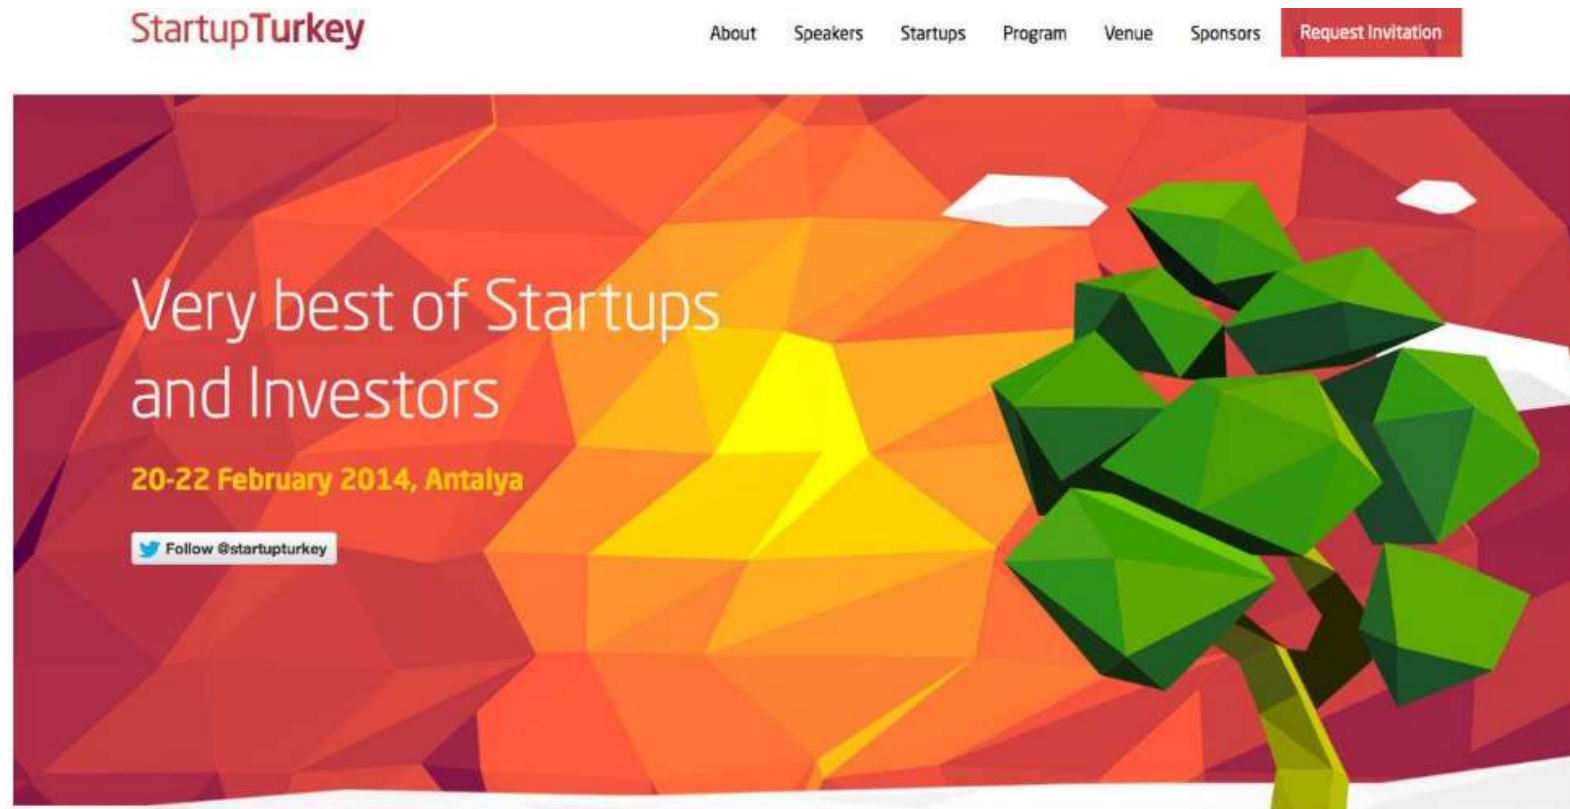 StartupTurkey
About Speakers Startups Program Venue Sponsors Request Invitation
Very best of Startups
and Investors
20-22 February 2014, Antalya
Follow @startupturkey